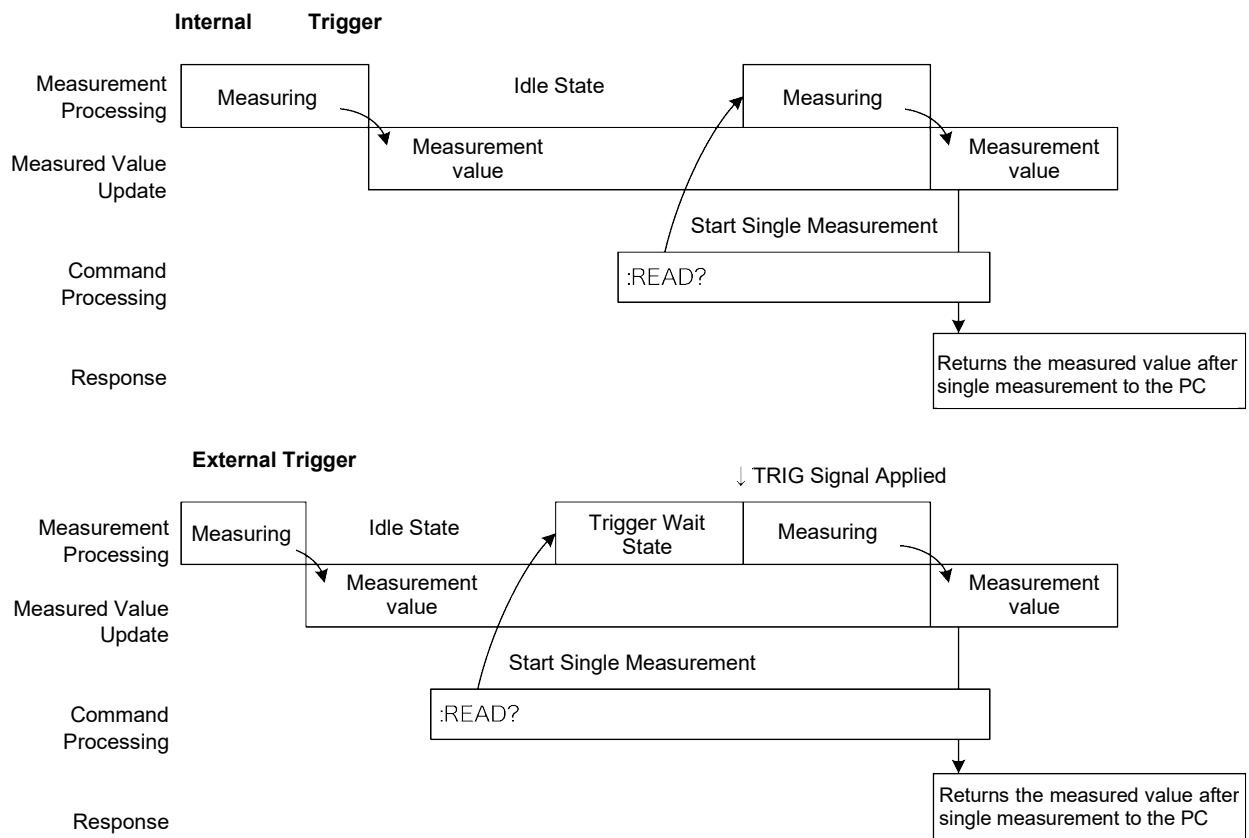 Internal Trigger
Measurement
Processing
Measuring
Idle State
Measuring
Measured Value
Update
Measurement
value
Measurement
value
Start Single Measurement
Command
Processing
:READ?
Response
Returns the measured value after
single measurement to the PC
External Trigger
↓ TRIG Signal Applied
Measurement
Processing
Measuring
Idle State
Trigger Wait
State
Measuring
Measured Value
Update
Measurement
value
Measurement
value
Start Single Measurement
Command
Processing
:READ?
Response
Returns the measured value after
single measurement to the PC